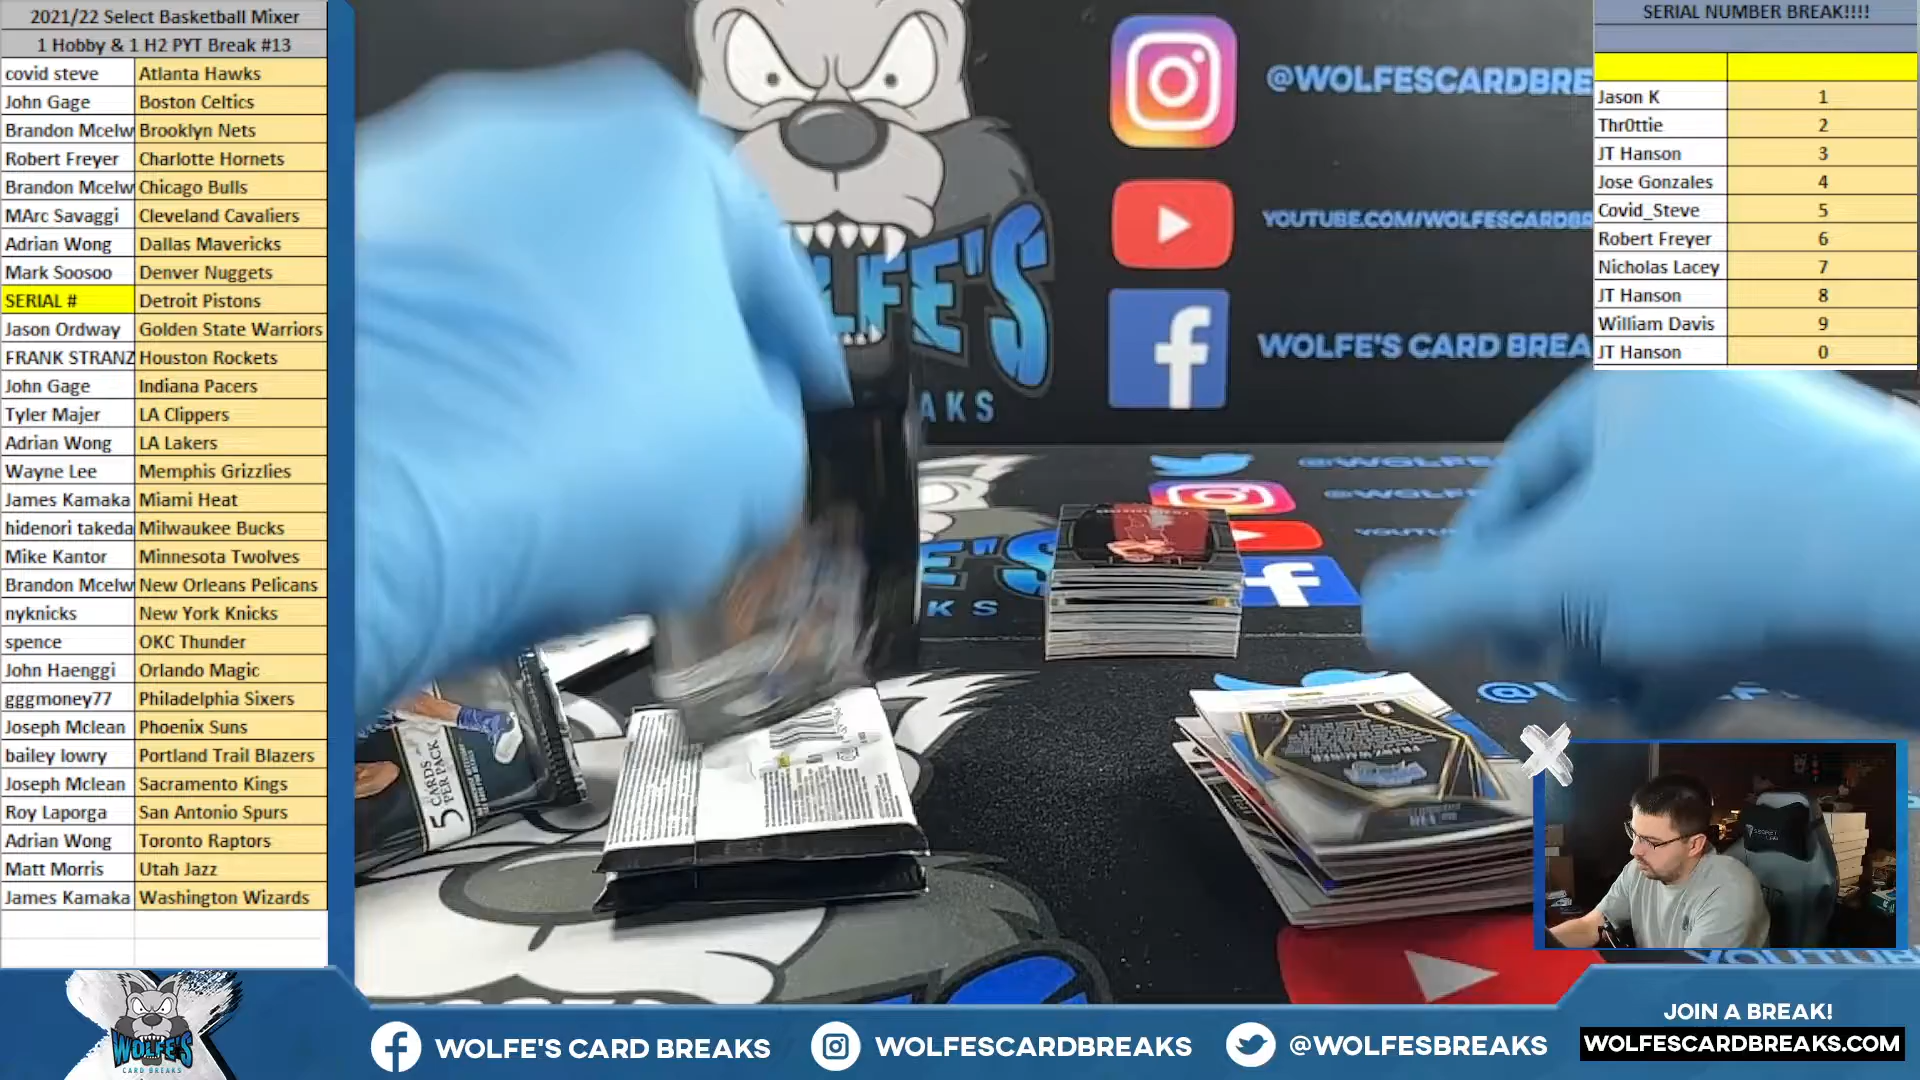 2021/22 Select Basketball Mixer
1 Hobby & 1 H2 PYT Break #13
covid steve Atlanta Hawks
John Gage Boston Celtics
Brandon Mcelw Brooklyn Nets
Robert Freyer Charlotte Hornets
Brandon Mcelw Chicago Bulls
MArc Savaggi Cleveland Cavaliers
Adrian Wong Dallas Mavericks
Mark Soosoo Denver Nuggets
SERIAL # Detroit Pistons
Jason Ordway Golden State Warriors
FRANK STRANZ Houston Rockets
John Gage Indiana Pacers
Tyler Majer LA Clippers
Adrian Wong LA Lakers
Wayne Lee Memphis Grizzlies
James Kamaka Miami Heat
hidenori takeda Milwaukee Bucks
Mike Kantor Minnesota Twolves
Brandon Mcelw New Orleans Pelicans
nyknicks New York Knicks
spence OKC Thunder
John Haenggi Orlando Magic
gggmoney77 Philadelphia Sixers
Joseph Mclean Phoenix Suns
bailey lowry Portland Trail Blazers
Joseph Mclean Sacramento Kings
Roy Laporga San Antonio Spurs
Adrian Wong Toronto Raptors
Matt Morris Utah Jazz
James Kamaka Washington Wizards
@WOLFESCARDBRE
YOUTUBE.COM/WOLFESCARDBR
WOLFE'S CARD BREA
OLFE'S
AKS
SERIAL NUMBER BREAK!!!!
Jason K 1
Thr0ttie 2
JT Hanson 3
Jose Gonzales 4
Covid_Steve 5
Robert Freyer 6
Nicholas Lacey 7
JT Hanson 8
William Davis 9
JT Hanson 0
@WOLFE
E'S
KS
5 CARDS
PER PACK
YOUTUB
WOLFE'S
CARD BREAKS
WOLFE'S CARD BREAKS
WOLFESCARDBREAKS
@WOLFESBREAKS
JOIN A BREAK!
WOLFESCARDBREAKS.COM